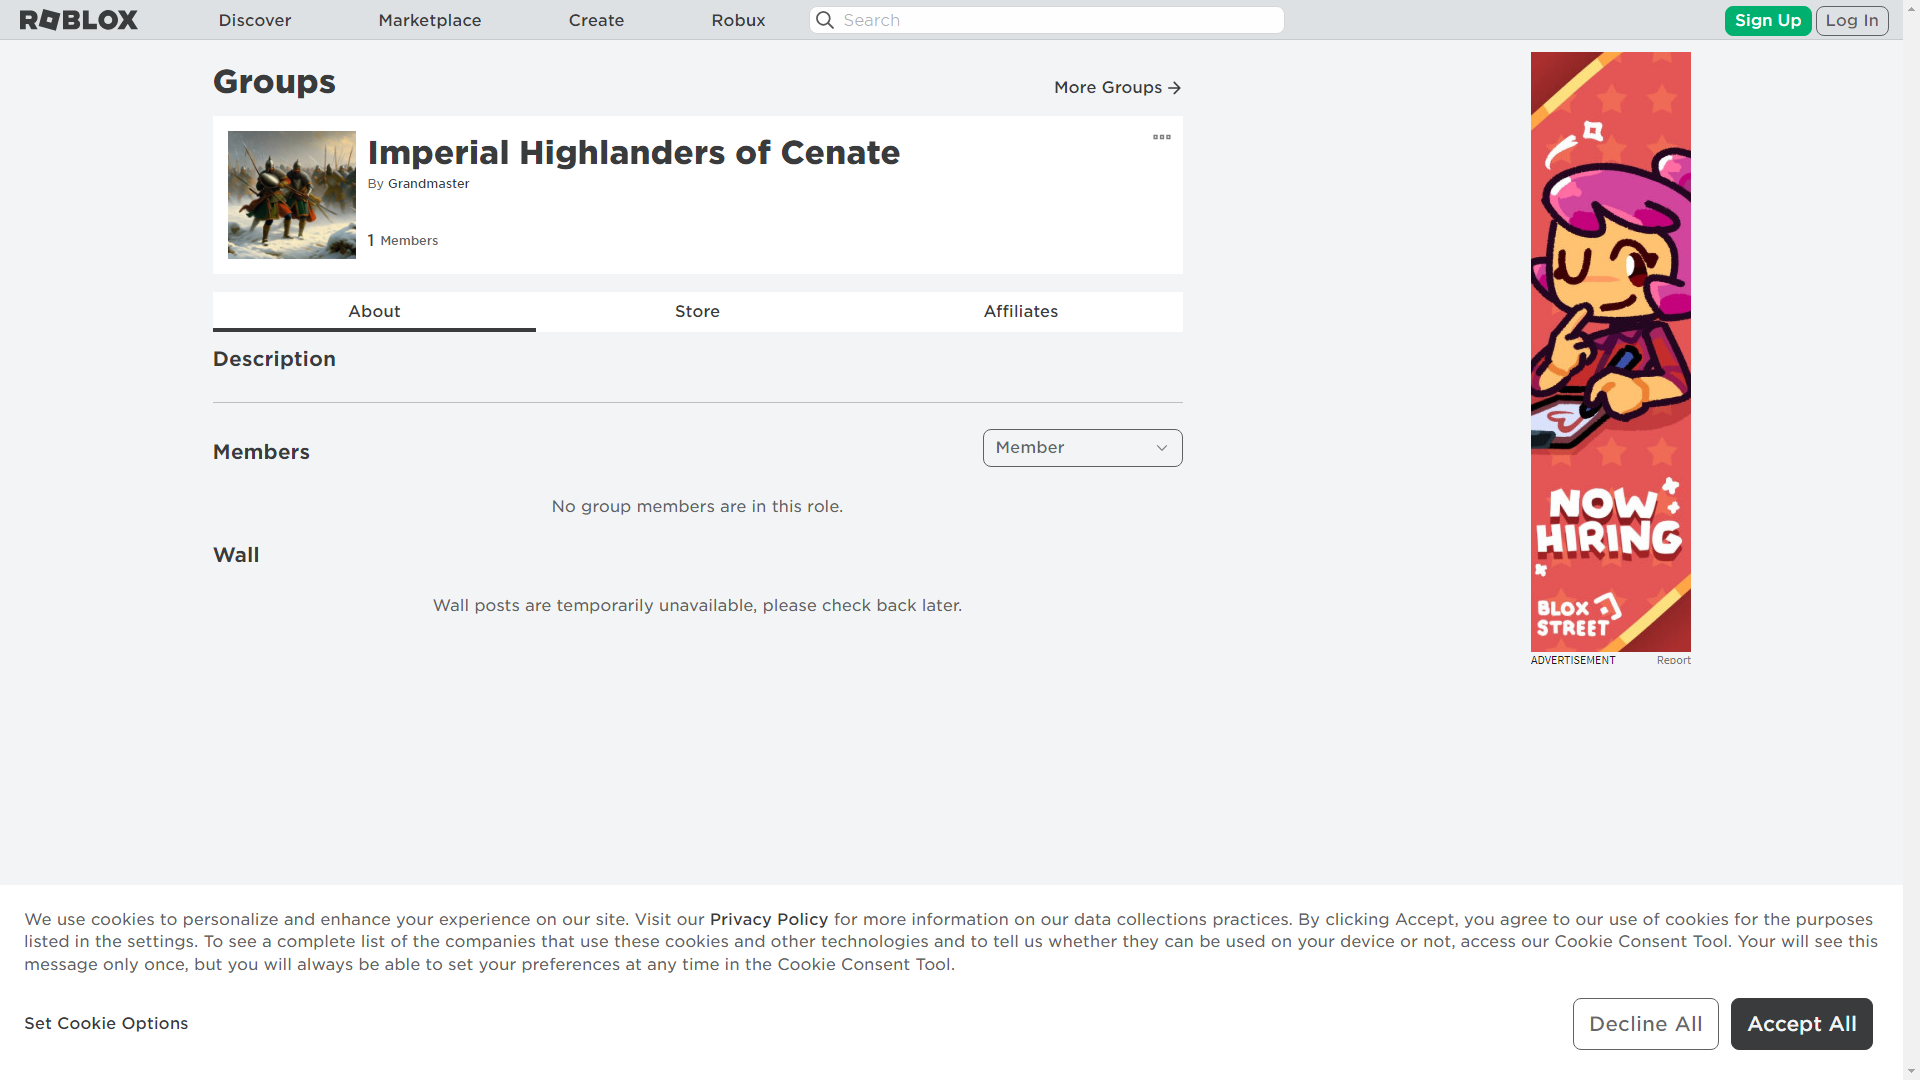 ROBLOX
Discover
Marketplace
Create
Robux
Search
Sign Up
Log In
Groups
More Groups
Imperial Highlanders of Cenate
By Grandmaster
1 Members
About
Store
Affiliates
Description
Members
Member
No group members are in this role.
Wall
Wall posts are temporarily unavailable, please check back later.
NOW
HIRING
BLOX
STREET
ADVERTISEMENT
Report
We use cookies to personalize and enhance your experience on our site. Visit our Privacy Policy for more information on our data collections practices. By clicking Accept, you agree to our use of cookies for the purposes
listed in the settings. To see a complete list of the companies that use these cookies and other technologies and to tell us whether they can be used on your device or not, access our Cookie Consent Tool. Your will see this
message only once, but you will always be able to set your preferences at any time in the Cookie Consent Tool.
Set Cookie Options
Decline All
Accept All